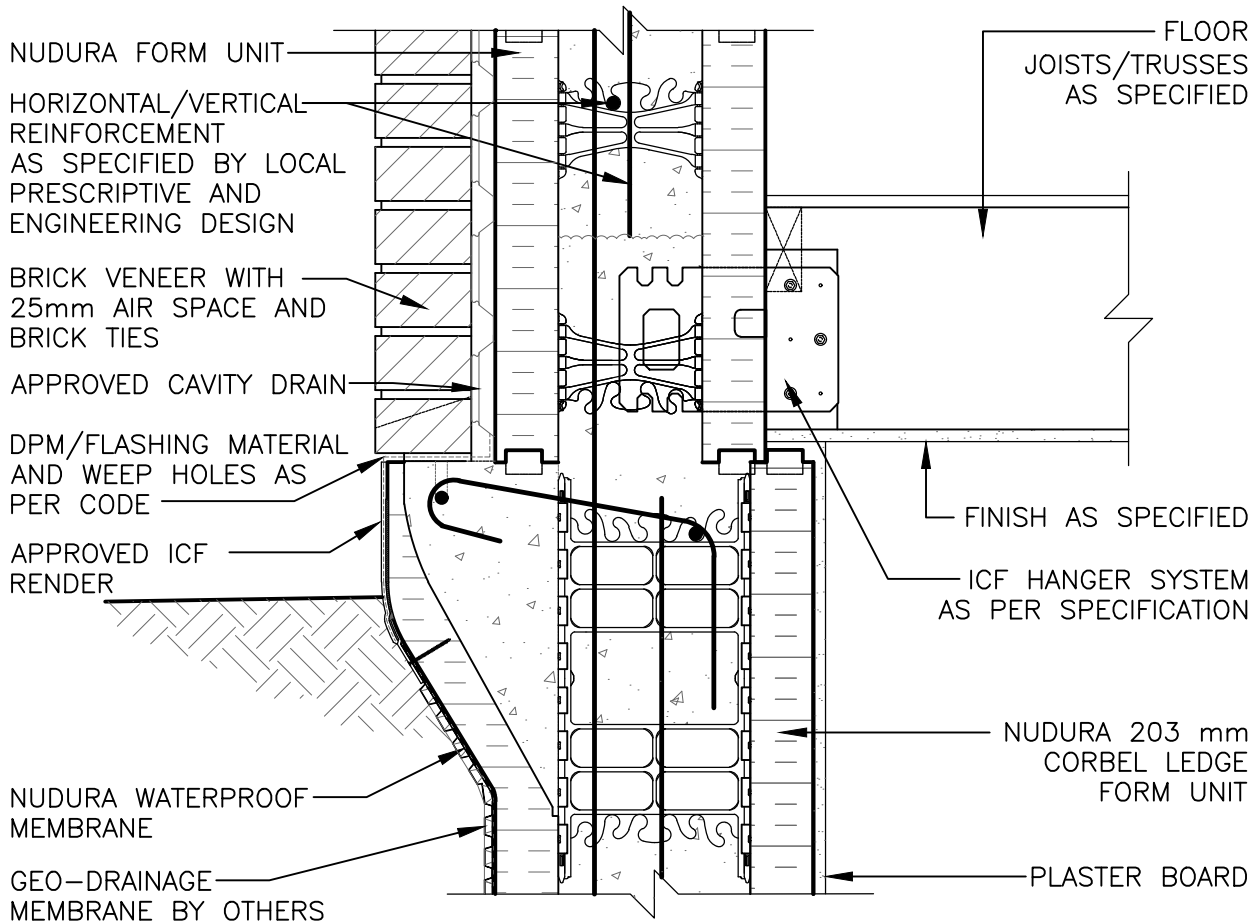 NUDURA FORM UNIT
HORIZONTAL/VERTICAL
REINFORCEMENT
AS SPECIFIED BY LOCAL
PRESCRIPTIVE AND
ENGINEERING DESIGN
BRICK VENEER WITH
25mm AIR SPACE AND
BRICK TIES
APPROVED CAVITY DRAIN
DPM/FLASHING MATERIAL
AND WEEP HOLES AS
PER CODE
APPROVED ICF
RENDER
NUDURA WATERPROOF
MEMBRANE
GEO-DRAINAGE
MEMBRANE BY OTHERS
FLOOR
JOISTS/TRUSSES
AS SPECIFIED
FINISH AS SPECIFIED
ICF HANGER SYSTEM
AS PER SPECIFICATION
NUDURA 203 mm
CORBEL LEDGE
FORM UNIT
PLASTER BOARD